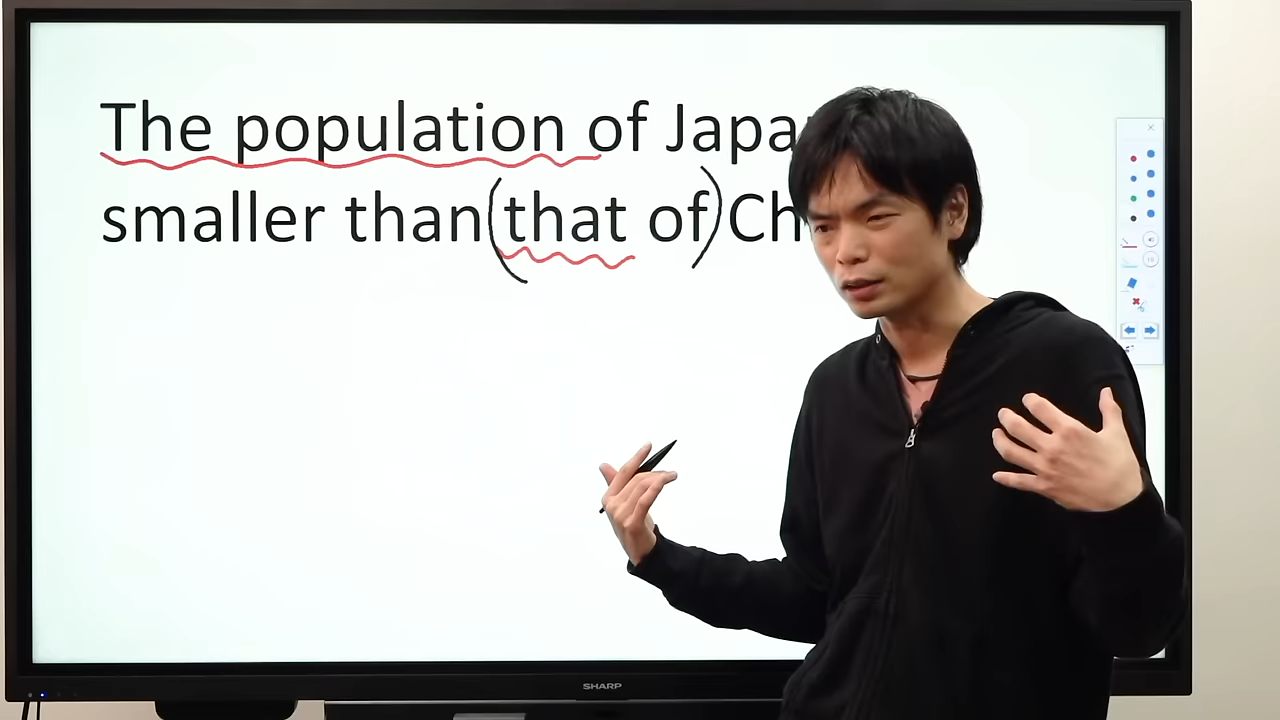 The population of Japa
smaller than (that of) Ch
SHARP